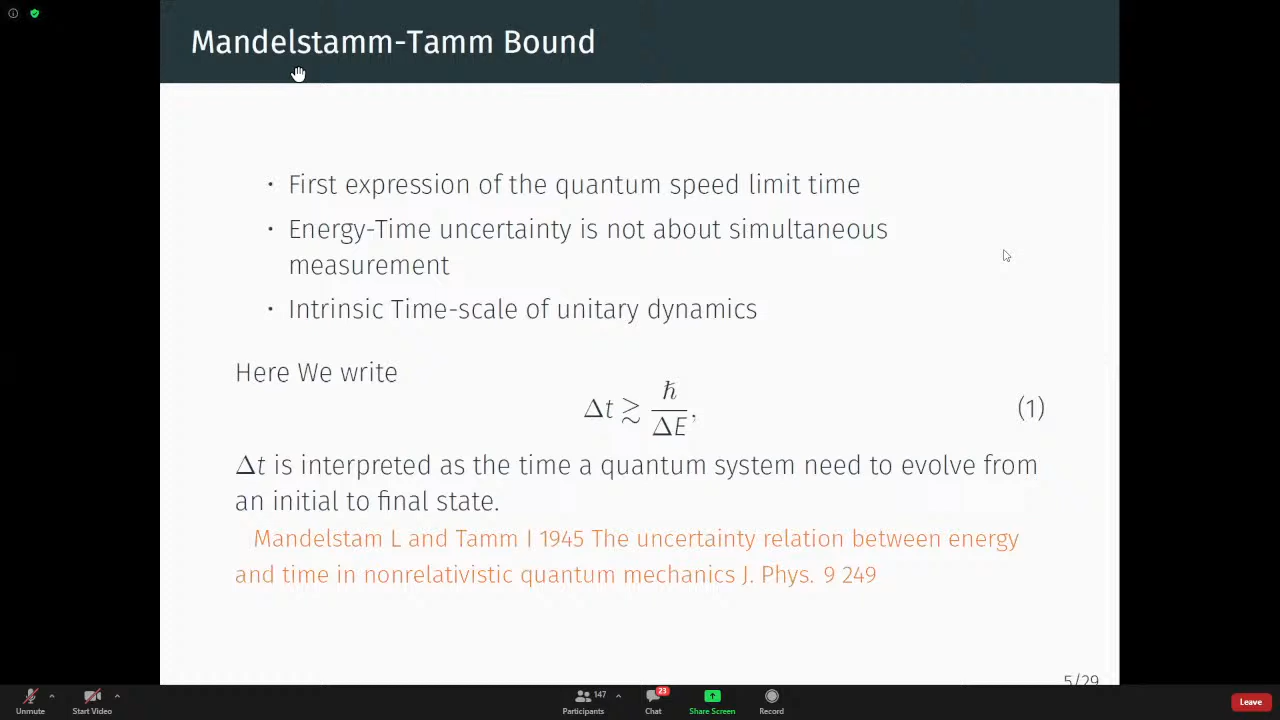 Mandelstamm-Tamm Bound
· First expression of the quantum speed limit time
· Energy-Time uncertainty is not about simultaneous
measurement
· Intrinsic Time-scale of unitary dynamics
Here We write
Δt ≳ ħ/ΔE, (1)
Δt is interpreted as the time a quantum system need to evolve from
an initial to final state.
Mandelstam L and Tamm I 1945 The uncertainty relation between energy
and time in nonrelativistic quantum mechanics J. Phys. 9 249
5/29
Unmute
Start Video
147
Participants
23
Chat
Share Screen
Record
Leave